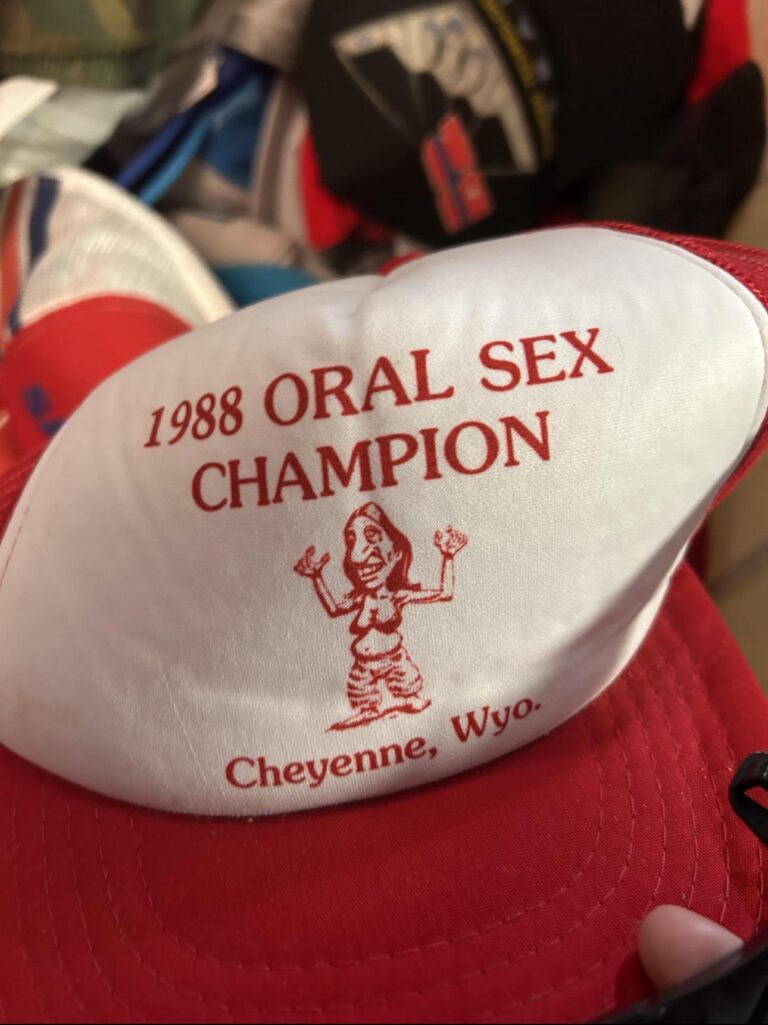 1988 ORAL SEX
CHAMPION
Cheyenne, Wyo.